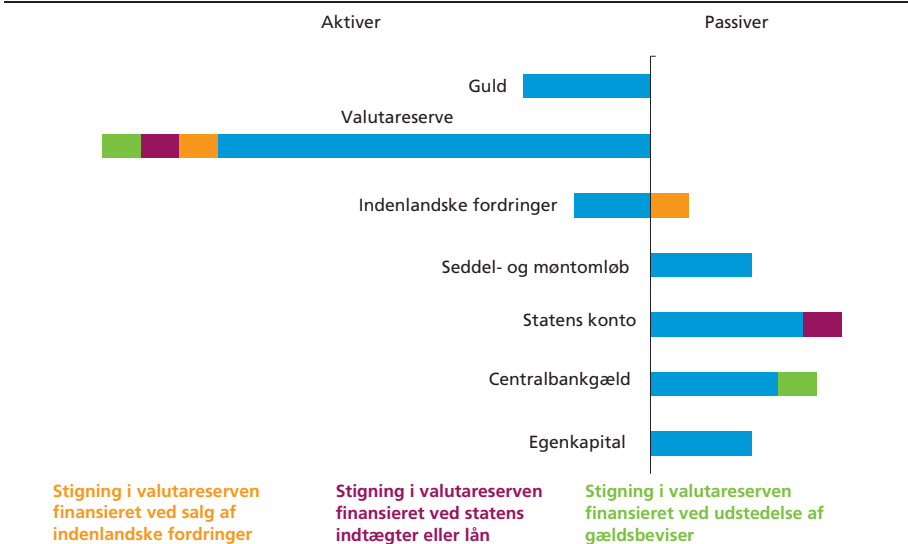 Aktiver
Passiver
Guld
Valutareserve
Indenlandske fordringer
Seddel- og møntomløb
Statens konto
Centralbankgæld
Egenkapital
Stigning i valutareserven
finansieret ved salg af
indenlandske fordringer
Stigning i valutareserven
finansieret ved statens
indtægter eller lån
Stigning i valutareserven
finansieret ved udstedelse af
gældsbeviser